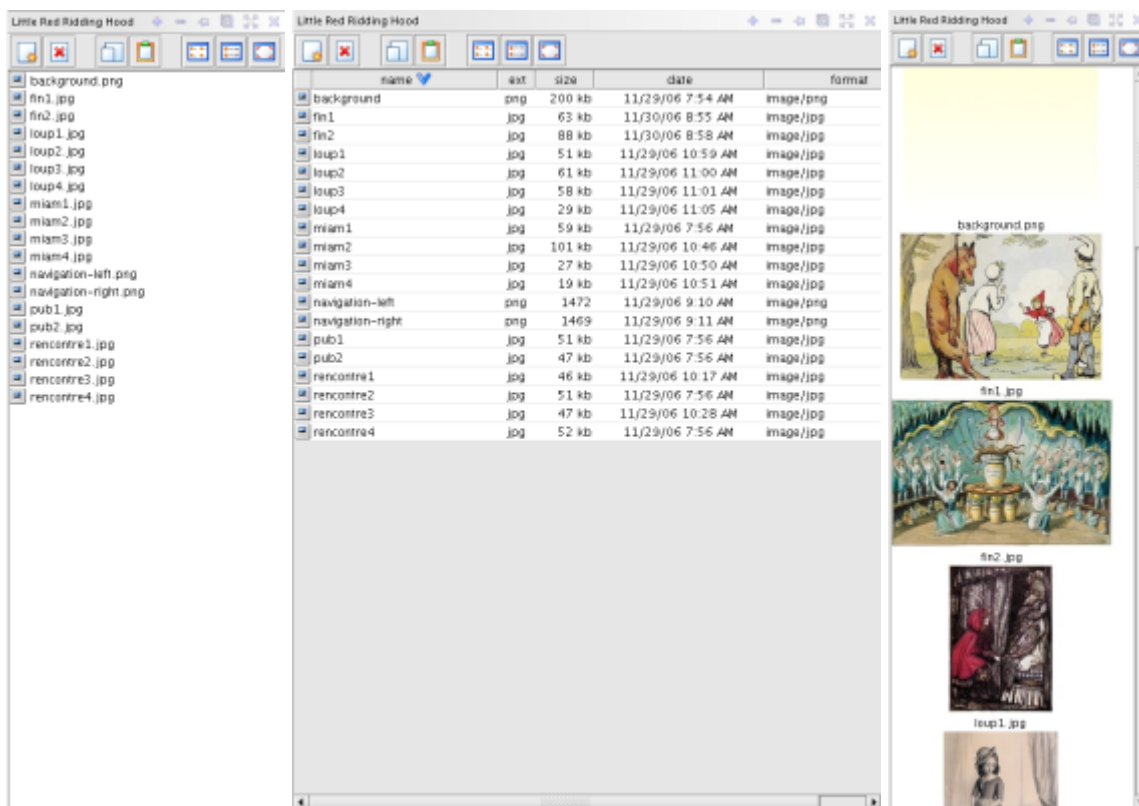 Little Red Ridding Hood
background.png
fin1.jpg
fin2.jpg
loup1.jpg
loup2.jpg
loup3.jpg
loup4.jpg
miam1.jpg
miam2.jpg
miam3.jpg
miam4.jpg
navigation-left.png
navigation-right.png
pub1.jpg
pub2.jpg
rencontre1.jpg
rencontre2.jpg
rencontre3.jpg
rencontre4.jpg
Little Red Ridding Hood
name ext size date format
background png 200 kb 11/29/06 7:54 AM image/png
fin1 jpg 63 kb 11/30/06 8:55 AM image/jpg
fin2 jpg 88 kb 11/30/06 8:58 AM image/jpg
loup1 jpg 51 kb 11/29/06 10:59 AM image/jpg
loup2 jpg 61 kb 11/29/06 11:00 AM image/jpg
loup3 jpg 58 kb 11/29/06 11:01 AM image/jpg
loup4 jpg 29 kb 11/29/06 11:05 AM image/jpg
miam1 jpg 59 kb 11/29/06 7:56 AM image/jpg
miam2 jpg 101 kb 11/29/06 10:46 AM image/jpg
miam3 jpg 27 kb 11/29/06 10:50 AM image/jpg
miam4 jpg 19 kb 11/29/06 10:51 AM image/jpg
navigation-left png 1472 11/29/06 9:10 AM image/png
navigation-right png 1469 11/29/06 9:11 AM image/png
pub1 jpg 51 kb 11/29/06 7:56 AM image/jpg
pub2 jpg 47 kb 11/29/06 7:56 AM image/jpg
rencontre1 jpg 46 kb 11/29/06 10:17 AM image/jpg
rencontre2 jpg 51 kb 11/29/06 7:56 AM image/jpg
rencontre3 jpg 47 kb 11/29/06 10:28 AM image/jpg
rencontre4 jpg 52 kb 11/29/06 7:56 AM image/jpg
Little Red Ridding Hood
background.png
fin1.jpg
fin2.jpg
loup1.jpg